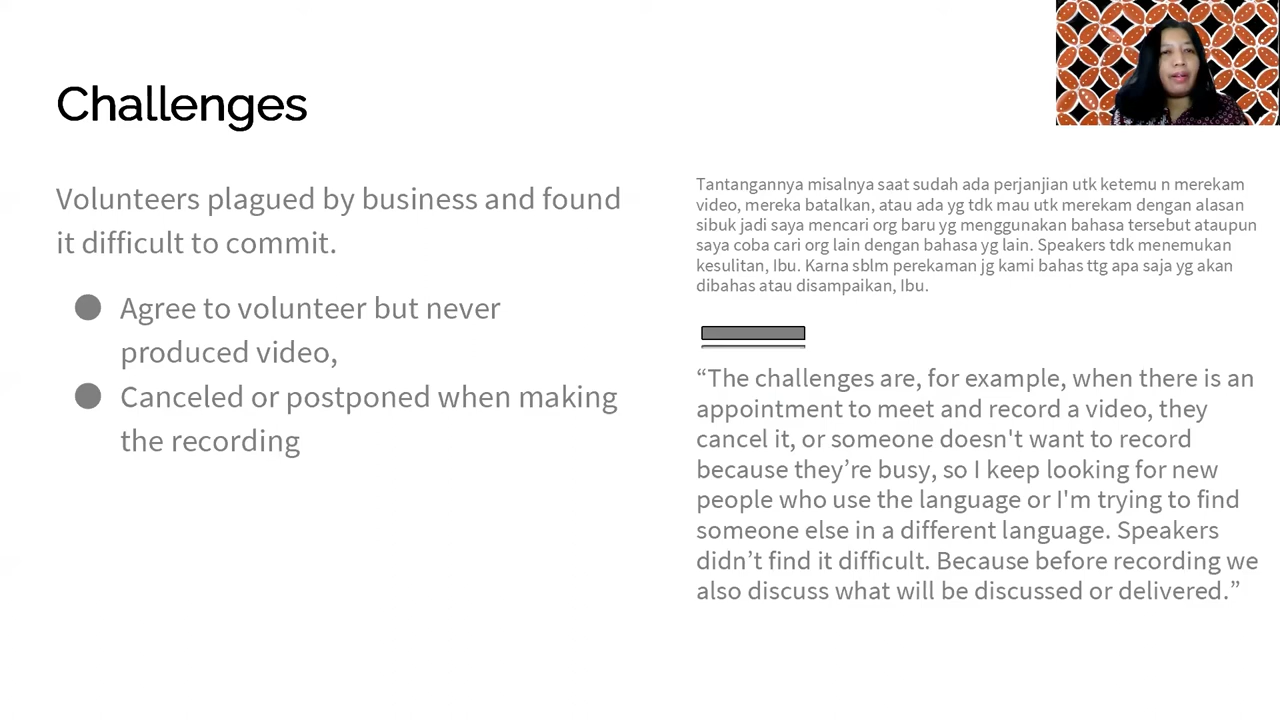 Challenges
Volunteers plagued by business and found
it difficult to commit.
● Agree to volunteer but never
produced video,
● Canceled or postponed when making
the recording
Tantangannya misalnya saat sudah ada perjanjian utk ketemu n merekam
video, mereka batalkan, atau ada yg tdk mau utk merekam dengan alasan
sibuk jadi saya mencari org baru yg menggunakan bahasa tersebut ataupun
saya coba cari org lain dengan bahasa yg lain. Speakers tdk menemukan
kesulitan, Ibu. Karna sblm perekaman jg kami bahas ttg apa saja yg akan
dibahas atau disampaikan, Ibu.
“The challenges are, for example, when there is an
appointment to meet and record a video, they
cancel it, or someone doesn't want to record
because they’re busy, so I keep looking for new
people who use the language or I'm trying to find
someone else in a different language. Speakers
didn’t find it difficult. Because before recording we
also discuss what will be discussed or delivered.”